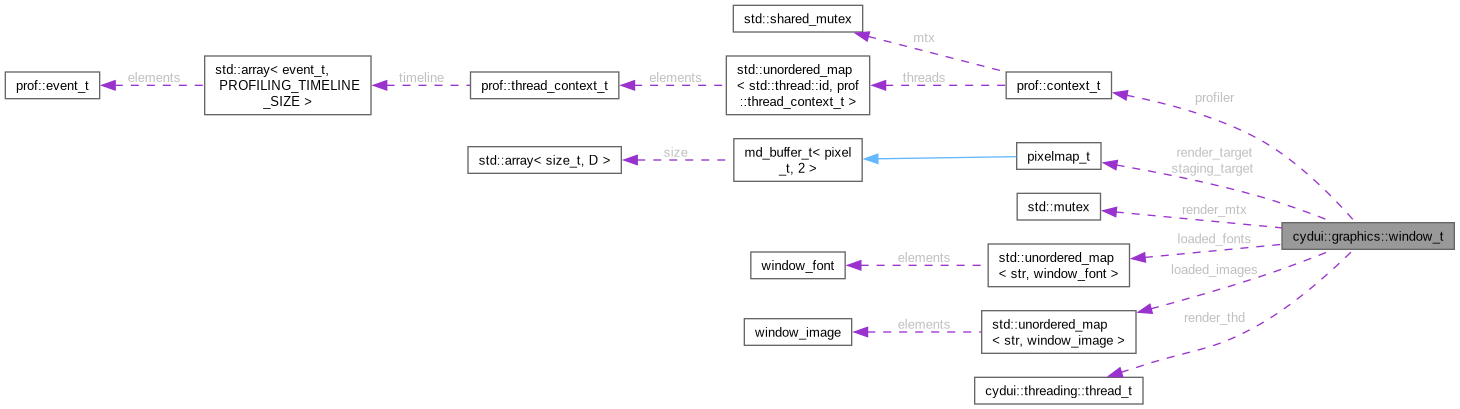 std::shared_mutex
mtx
prof::event_t
elements
std::array< event_t,
PROFILING_TIMELINE
_SIZE >
timeline
prof::thread_context_t
elements
std::unordered_map
< std::thread::id, prof
::thread_context_t >
threads
prof::context_t
profiler
std::array< size_t, D >
size
md_buffer_t< pixel
_t, 2 >
pixelmap_t
render_target
staging_target
std::mutex
render_mtx
cydui::graphics::window_t
window_font
elements
std::unordered_map
< str, window_font >
loaded_fonts
window_image
elements
std::unordered_map
< str, window_image >
loaded_images
render_thd
cydui::threading::thread_t